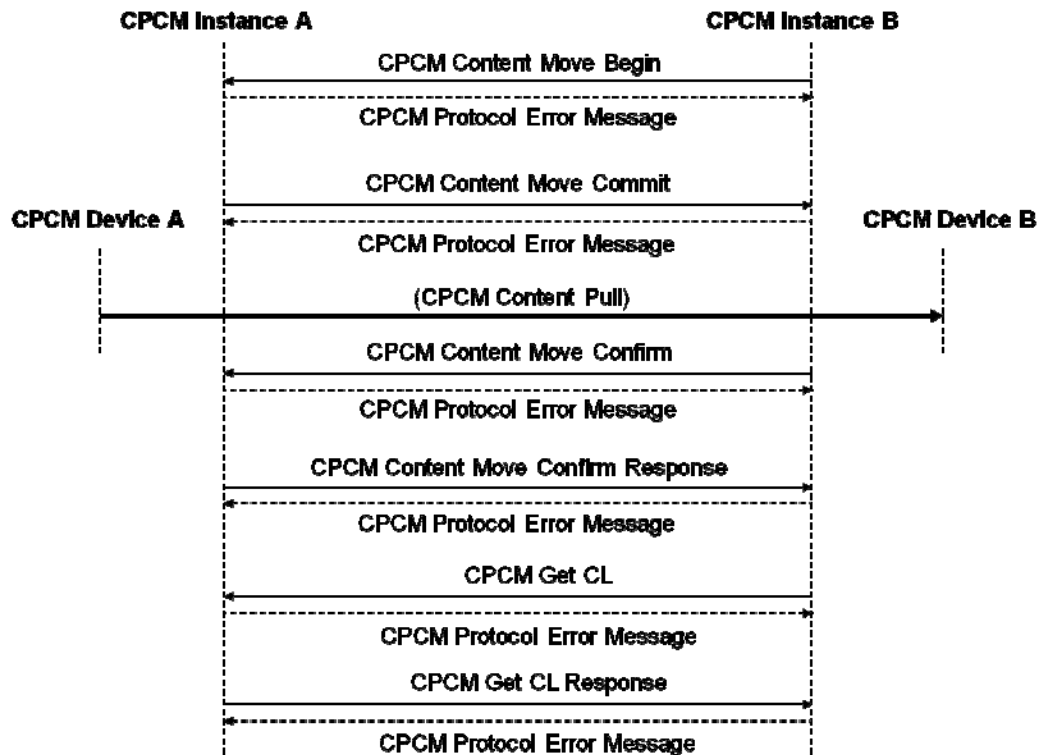 CPCM Instance A
CPCM Instance B
CPCM Content Move Begin
CPCM Protocol Error Message
CPCM Content Move Commit
CPCM Device A
CPCM Device B
CPCM Protocol Error Message
(CPCM Content Pull)
CPCM Content Move Confirm
CPCM Protocol Error Message
CPCM Content Move Confirm Response
CPCM Protocol Error Message
CPCM Get CL
CPCM Protocol Error Message
CPCM Get CL Response
CPCM Protocol Error Message